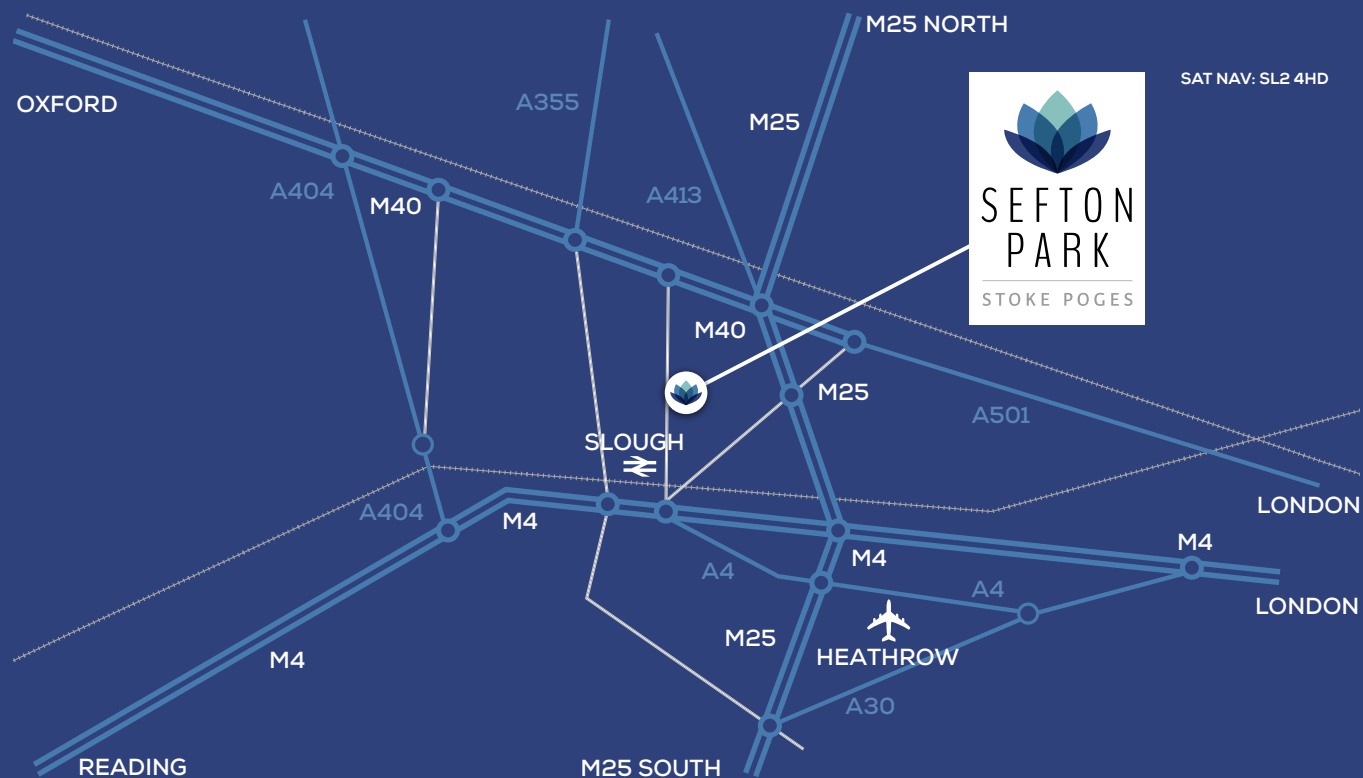 M25 NORTH
SAT NAV: SL2 4HD
OXFORD
A355
M25
A404
M40
A413
SEFTON
PARK
STOKE POGES
M40
M25
A501
SLOUGH
LONDON
A404
M4
M4
M4
A4
A4
LONDON
M25
HEATHROW
M4
A30
READING
M25 SOUTH